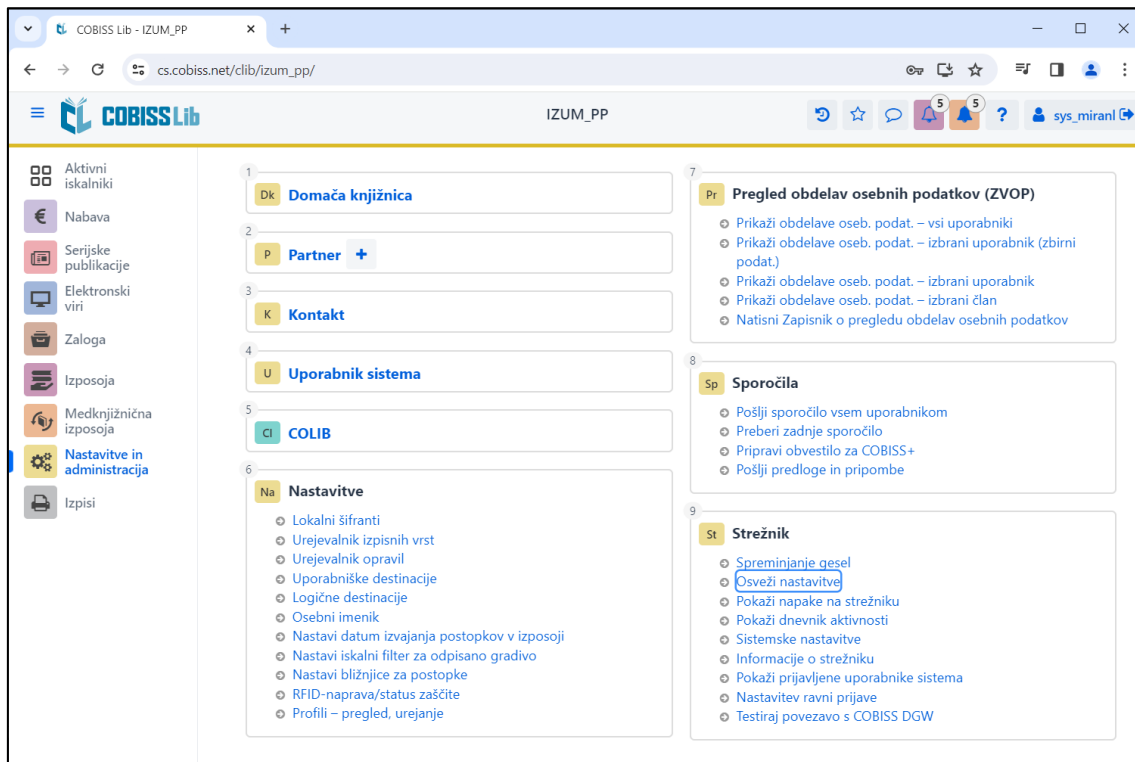 COBISS Lib - IZUM_PP
cs.cobiss.net/clib/izum_pp/
COBISS Lib
IZUM_PP
5
5
?
sys_miranl
Aktivni
iskalniki
€
Nabava
Serijske
publikacije
Elektronski
viri
Zaloga
Izposoja
Medknjižnična
izposoja
Nastavitve in
administracija
Izpisi
1
Dk Domača knjižnica
2
P Partner +
3
K Kontakt
4
U Uporabnik sistema
5
Cl COLIB
6
Na Nastavitve
Lokalni šifranti
Urejevalnik izpisnih vrst
Urejevalnik opravil
Uporabniške destinacije
Logične destinacije
Osebni imenik
Nastavi datum izvajanja postopkov v izposoji
Nastavi iskalni filter za odpisano gradivo
Nastavi bližnjice za postopke
RFID-naprava/status zaščite
Profili – pregled, urejanje
7
Pr Pregled obdelav osebnih podatkov (ZVOP)
Prikaži obdelave oseb. podat. – vsi uporabniki
Prikaži obdelave oseb. podat. – izbrani uporabnik (zbirni
podat.)
Prikaži obdelave oseb. podat. – izbrani uporabnik
Prikaži obdelave oseb. podat. – izbrani član
Natisni Zapisnik o pregledu obdelav osebnih podatkov
8
Sp Sporočila
Pošlji sporočilo vsem uporabnikom
Preberi zadnje sporočilo
Pripravi obvestilo za COBISS+
Pošlji predloge in pripombe
9
St Strežnik
Spreminjanje gesel
Osveži nastavitve
Pokaži napake na strežniku
Pokaži dnevnik aktivnosti
Sistemske nastavitve
Informacije o strežniku
Pokaži prijavljene uporabnike sistema
Nastavitev ravni prijave
Testiraj povezavo s COBISS DGW